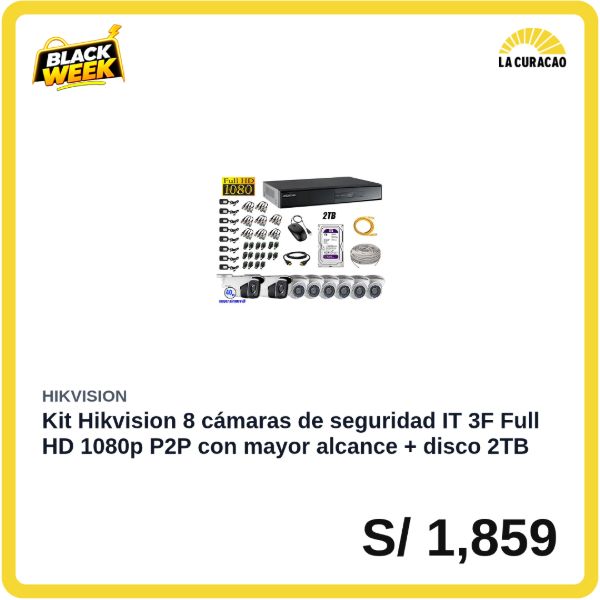 BLACK
WEEK
LA CURACAO
Full HD
1080
2TB
HIKVISION
Kit Hikvision 8 cámaras de seguridad IT 3F Full
HD 1080p P2P con mayor alcance + disco 2TB
S/ 1,859